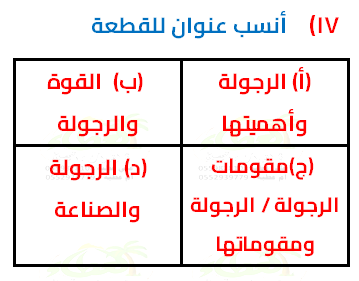 ١٧) أنسب عنوان للقطعة
(أ) الرجولة وأهميتها
(ب) القوة والرجولة
(ج)مقومات الرجولة / الرجولة ومقوماتها
(د) الرجولة والصناعة